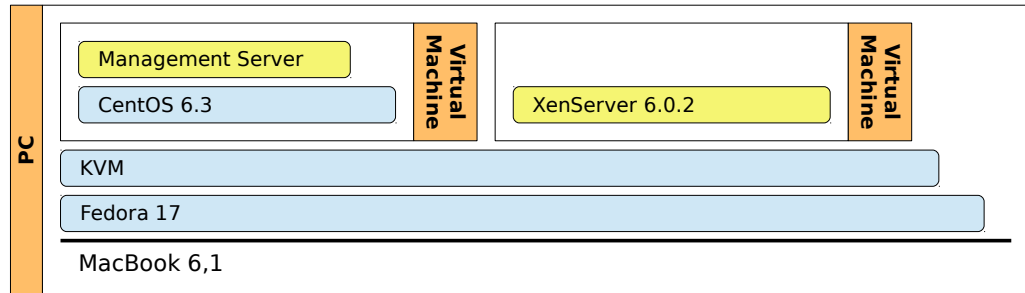 PC
Management Server
CentOS 6.3
Virtual
Machine
XenServer 6.0.2
Virtual
Machine
KVM
Fedora 17
MacBook 6,1